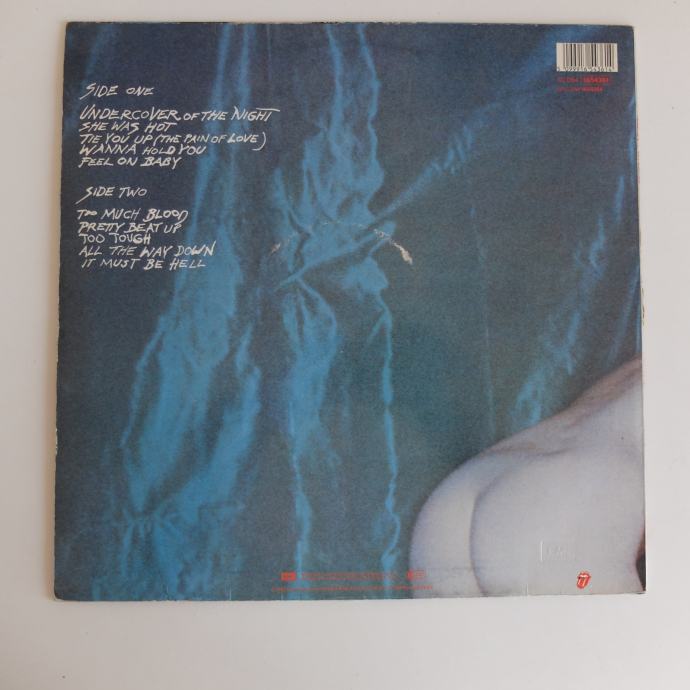 SIDE ONE
UNDERCOVER OF THE NIGHT
SHE WAS HOT
TIE YOU UP (THE PAIN OF LOVE)
WANNA HOLD YOU
FEEL ON BABY
SIDE TWO
TOO MUCH BLOOD
PRETTY BEAT UP
TOO TOUGH
ALL THE WAY DOWN
IT MUST BE HELL